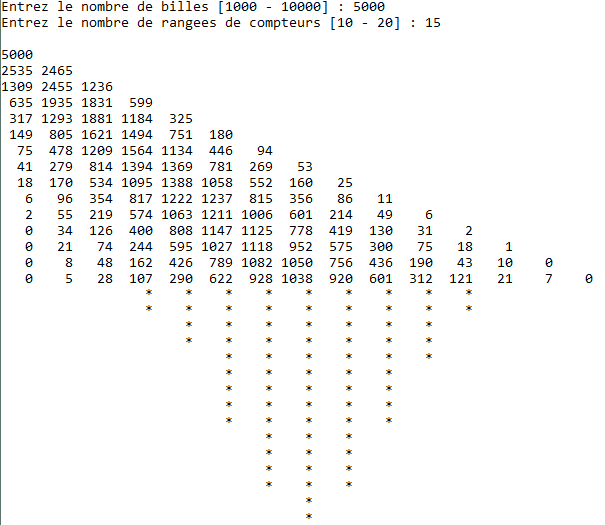 Entrez le nombre de billes [1000 - 10000] : 5000
Entrez le nombre de rangees de compteurs [10 - 20] : 15
5000
2535 2465
1309 2455 1236
635 1935 1831 599
317 1293 1881 1184 325
149 805 1621 1494 751 180
75 478 1209 1564 1134 446 94
41 279 814 1394 1369 781 269 53
18 170 534 1095 1388 1058 552 160 25
6 96 354 817 1222 1237 815 356 86 11
2 55 219 574 1063 1211 1006 601 214 49 6
0 34 126 400 808 1147 1125 778 419 130 31 2
0 21 74 244 595 1027 1118 952 575 300 75 18 1
0 8 48 162 426 789 1082 1050 756 436 190 43 10 0
0 5 28 107 290 622 928 1038 920 601 312 121 21 7 0
* * * * * * * * *
* * * * * * * * *
* * * * * * *
* * * * * * *
* * * * * *
* * * * *
* * * * *
* * * * *
* * * * *
* * *
* * *
* * *
* * *
*
*